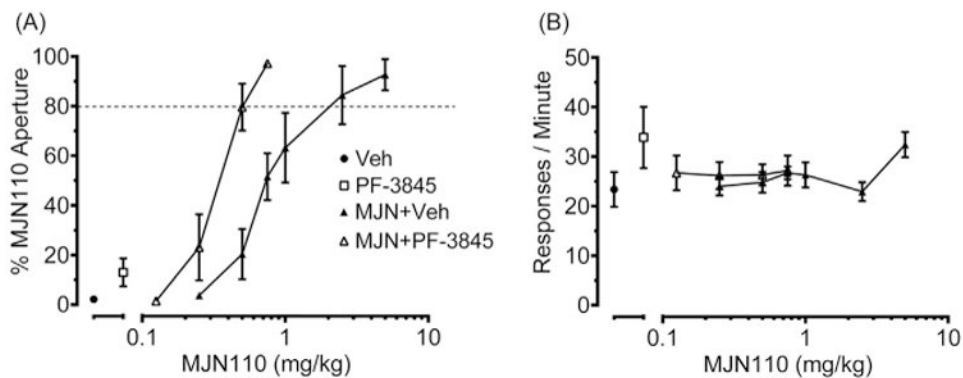 (A)
% MJN110 Aperture
100
80
60
40
20
0
Veh
PF-3845
MJN+Veh
MJN+PF-3845
0.1
1
10
MJN110 (mg/kg)
(B)
Responses / Minute
50
40
30
20
10
0
0.1
1
10
MJN110 (mg/kg)